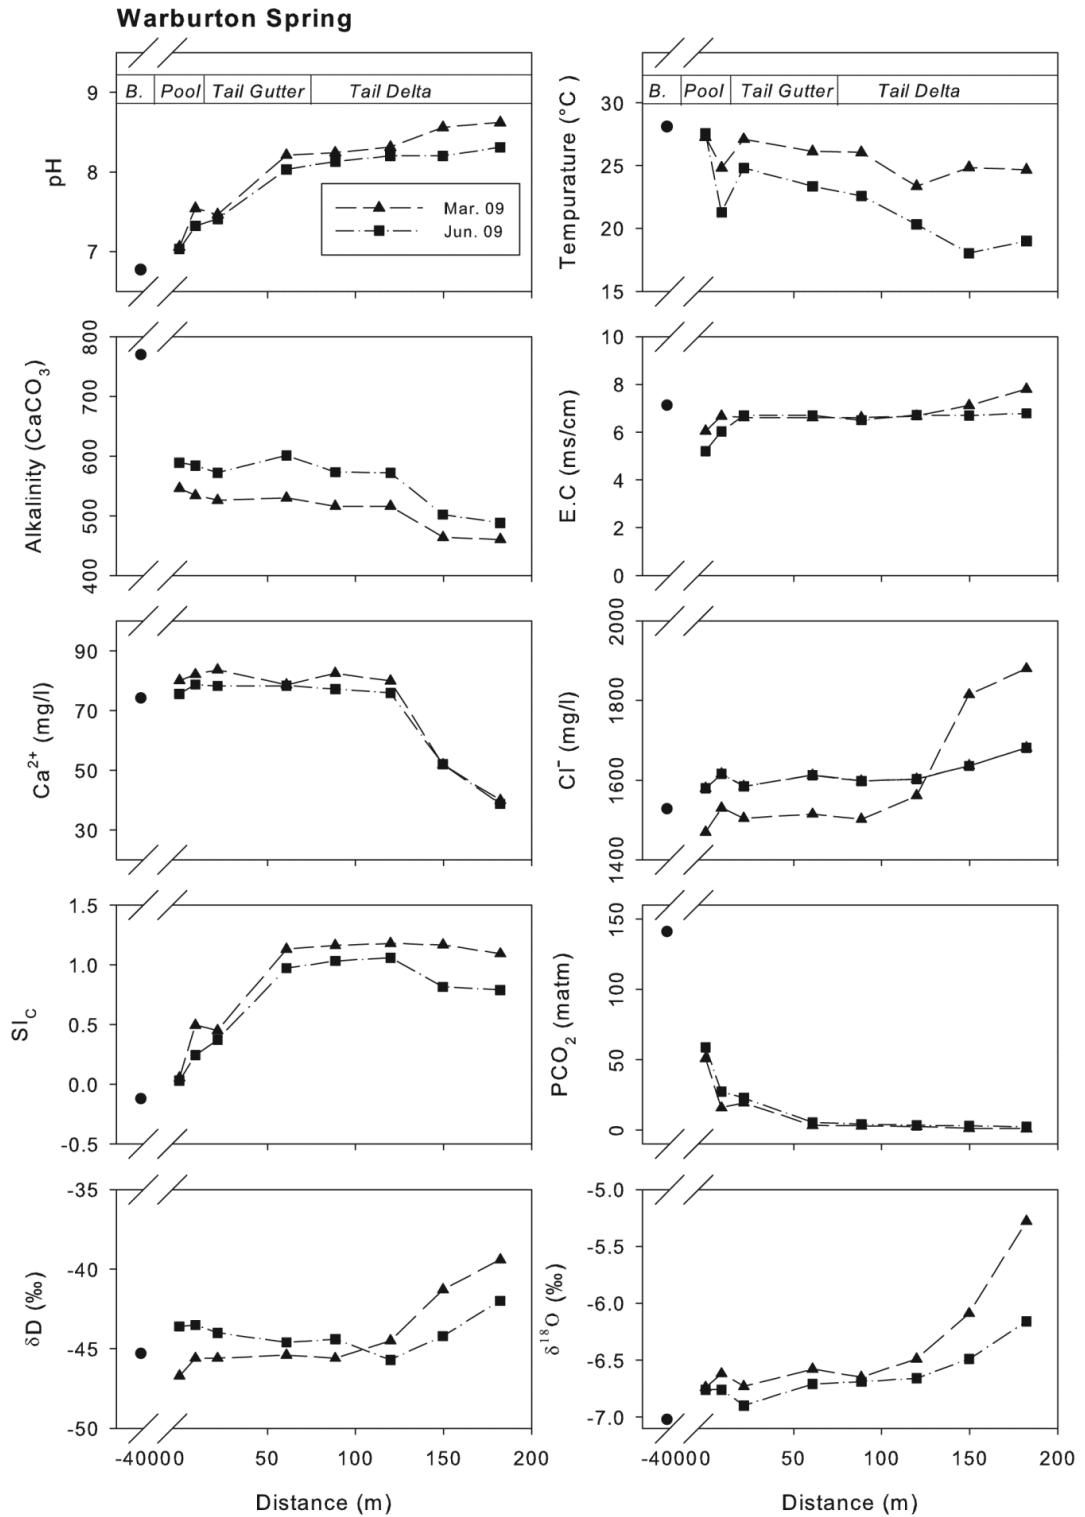 Warburton Spring
B. Pool Tail Gutter Tail Delta
9
8
7
pH
Mar. 09
Jun. 09
B. Pool Tail Gutter Tail Delta
30
25
20
15
Tempurature (°C )
800
700
600
500
400
Alkalinity (CaCO₃)
10
8
6
4
2
0
E.C (ms/cm)
90
70
50
30
Ca²⁺ (mg/l)
2000
1800
1600
1400
Cl⁻ (mg/l)
1.5
1.0
0.5
0.0
-0.5
SI꜀
150
100
50
0
PCO₂ (matm)
-35
-40
-45
-50
δD (‰)
-40000 50 100 150 200
Distance (m)
-5.0
-5.5
-6.0
-6.5
-7.0
δ¹⁸O (‰)
-40000 50 100 150 200
Distance (m)